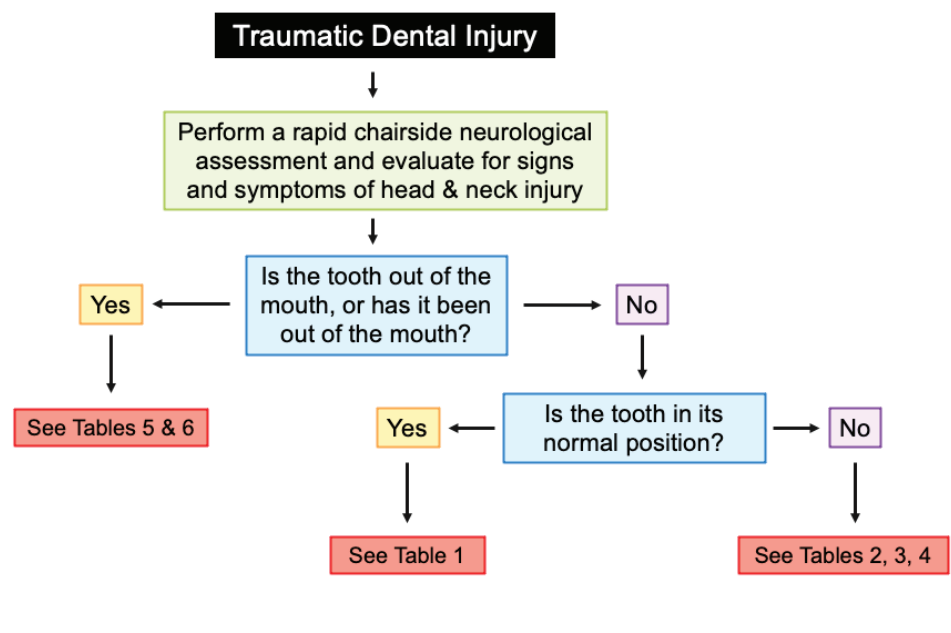 Traumatic Dental Injury
Perform a rapid chairside neurological
assessment and evaluate for signs
and symptoms of head & neck injury
Is the tooth out of the
mouth, or has it been
out of the mouth?
Yes
No
See Tables 5 & 6
Is the tooth in its
normal position?
Yes
No
See Table 1
See Tables 2, 3, 4